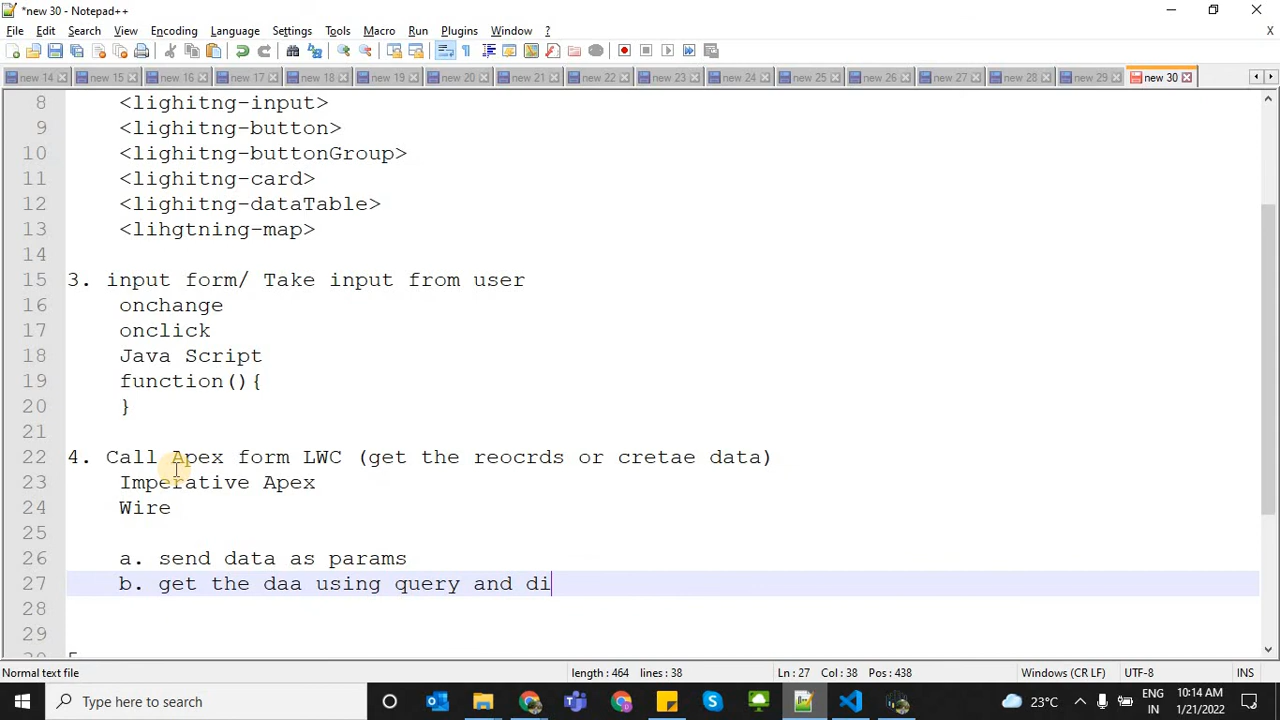 *new 30 - Notepad++
File Edit Search View Encoding Language Settings Tools Macro Run Plugins Window ? X
new 14 new 15 new 16 new 17 new 18 new 19 new 20 new 21 new 22 new 23 new 24 new 25 new 26 new 27 new 28 new 29 new 30
8 <lighitng-input>
9 <lighitng-button>
10 <lighitng-buttonGroup>
11 <lighitng-card>
12 <lighitng-dataTable>
13 <lihgtning-map>
14
15 3. input form/ Take input from user
16 onchange
17 onclick
18 Java Script
19 function(){
20 }
21
22 4. Call Apex form LWC (get the reocrds or cretae data)
23 Imperative Apex
24 Wire
25
26 a. send data as params
27 b. get the daa using query and di
28
29
Normal text file length : 464 lines : 38 Ln : 27 Col : 38 Pos : 438 Windows (CR LF) UTF-8 INS
Type here to search 23°C ENG IN 10:14 AM 1/21/2022